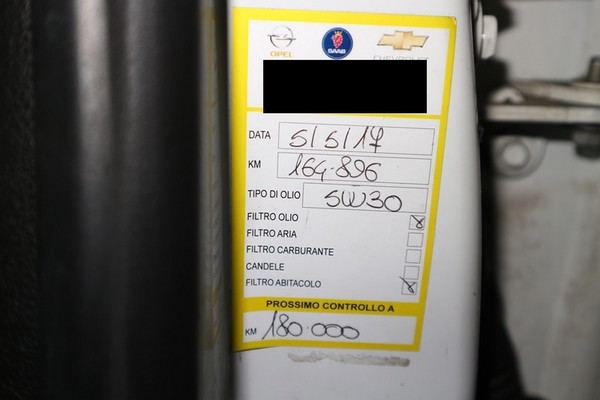 OPEL SAAB CHEVROLET
DATA 5/5/17
KM 164.896
TIPO DI OLIO 5W30
FILTRO OLIO X
FILTRO ARIA
FILTRO CARBURANTE
CANDELE
FILTRO ABITACOLO X
PROSSIMO CONTROLLO A
KM 180.000